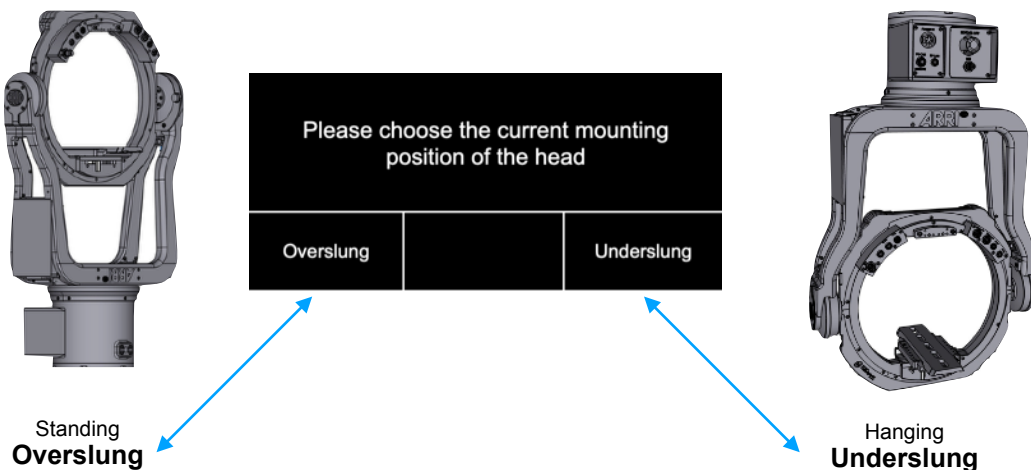 Please choose the current mounting
position of the head
Overslung
Underslung
ARRI
Standing
Overslung
Hanging
Underslung